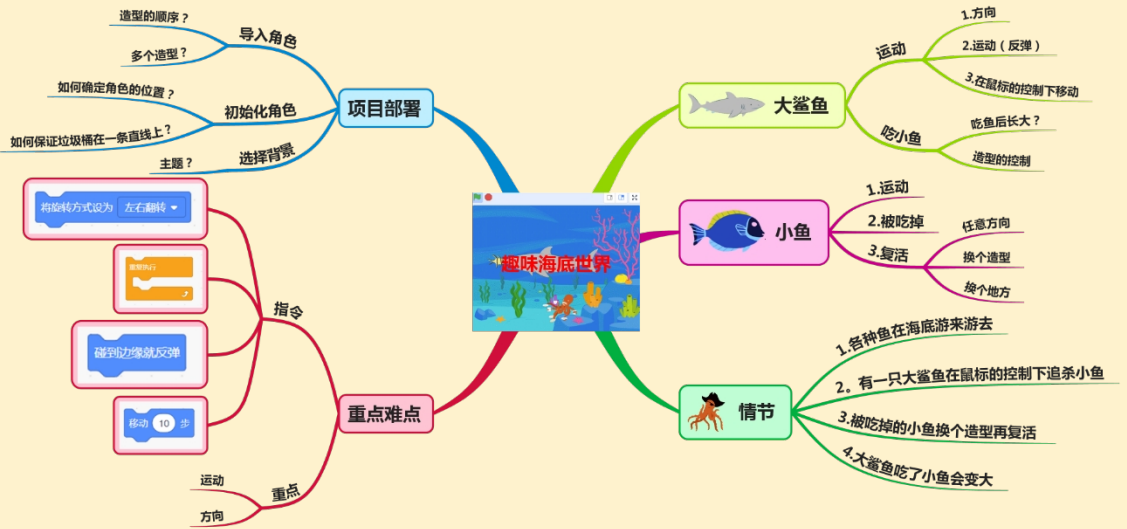 趣味海底世界
项目部署
导入角色
造型的顺序？
多个造型？
初始化角色
如何确定角色的位置？
如何保证垃圾桶在一条直线上？
选择背景
主题？
大鲨鱼
运动
1.方向
2.运动（反弹）
3.在鼠标的控制下移动
吃小鱼
吃鱼后长大？
造型的控制
小鱼
1.运动
2.被吃掉
3.复活
任意方向
换个造型
换个地方
情节
1.各种鱼在海底游来游去
2。有一只大鲨鱼在鼠标的控制下追杀小鱼
3.被吃掉的小鱼换个造型再复活
4.大鲨鱼吃了小鱼会变大
重点难点
指令
将旋转方式设为 左右翻转
重复执行
碰到边缘就反弹
移动 10 步
重点
运动
方向